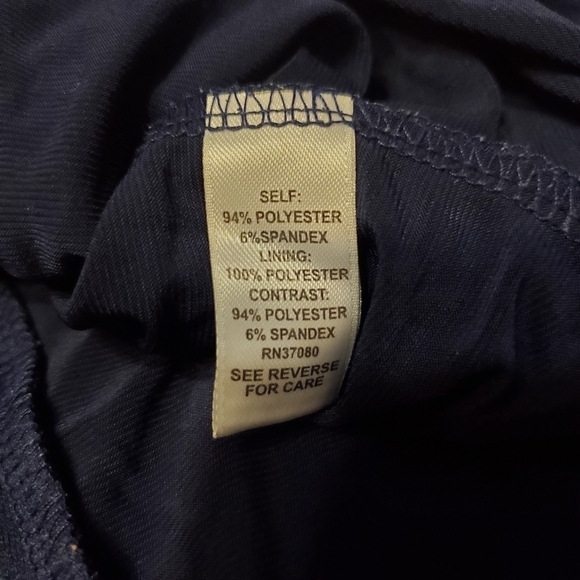 SELF:
94% POLYESTER
6%SPANDEX
LINING:
100% POLYESTER
CONTRAST:
94% POLYESTER
6% SPANDEX
RN37080
SEE REVERSE
FOR CARE